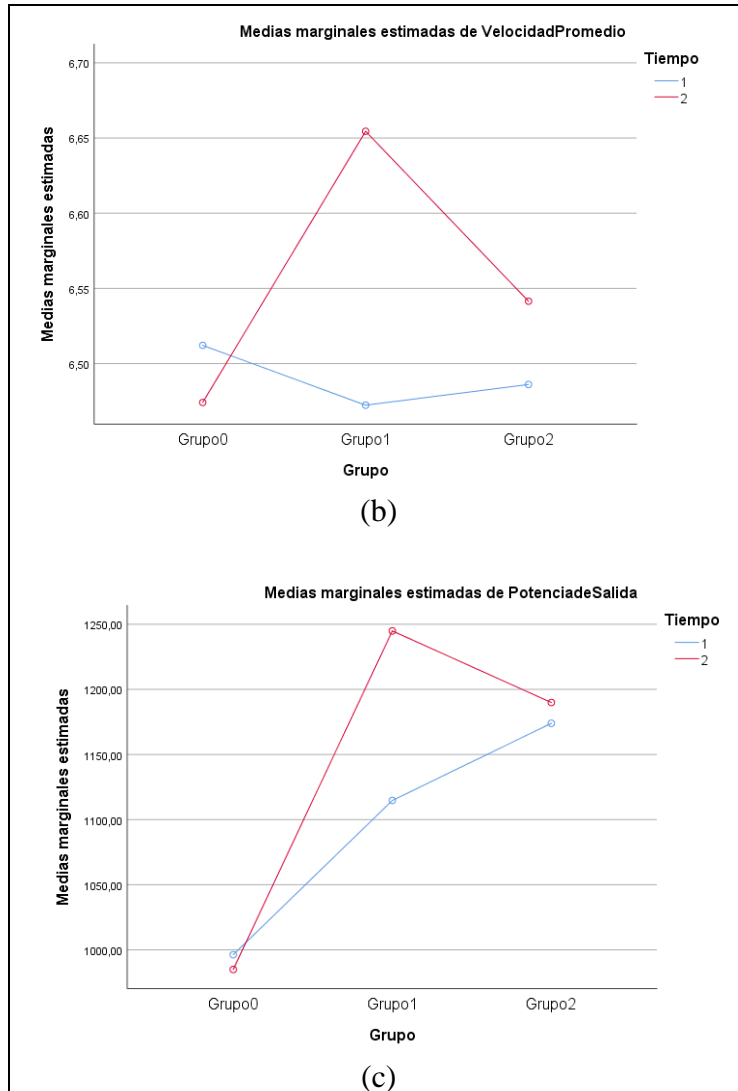 Medias marginales estimadas de VelocidadPromedio
Tiempo
1
2
Medias marginales estimadas
6,70
6,65
6,60
6,55
6,50
Grupo0 Grupo1 Grupo2
Grupo
(b)
Medias marginales estimadas de PotenciadeSalida
Tiempo
1
2
Medias marginales estimadas
1250,00
1200,00
1150,00
1100,00
1050,00
1000,00
Grupo0 Grupo1 Grupo2
Grupo
(c)